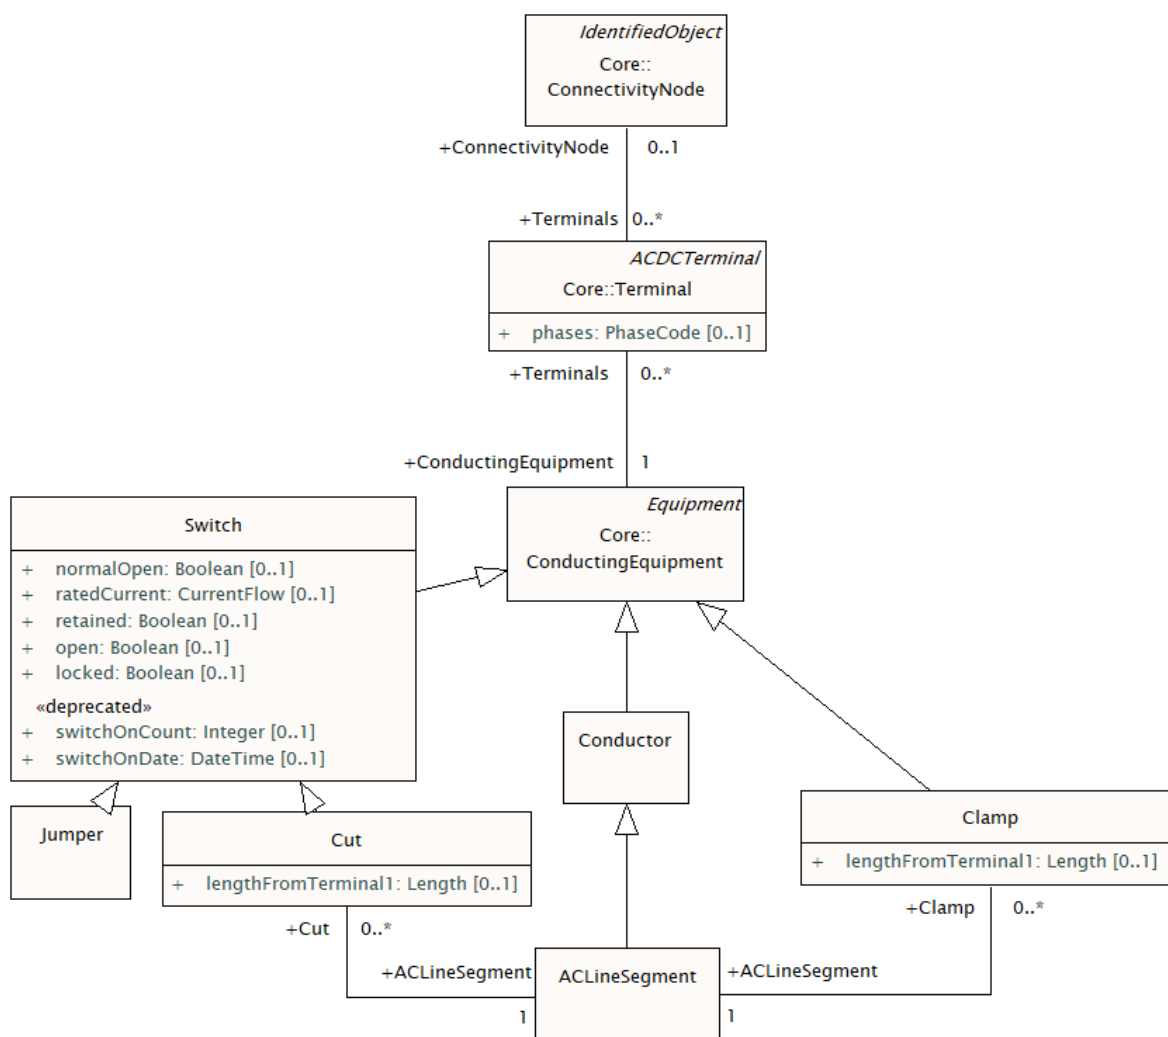 IdentifiedObject
Core::
ConnectivityNode
+ConnectivityNode 0..1
+Terminals 0..*
ACDCTerminal
Core::Terminal
+ phases: PhaseCode [0..1]
+Terminals 0..*
+ConductingEquipment 1
Equipment
Core::
ConductingEquipment
Switch
+ normalOpen: Boolean [0..1]
+ ratedCurrent: CurrentFlow [0..1]
+ retained: Boolean [0..1]
+ open: Boolean [0..1]
+ locked: Boolean [0..1]
«deprecated»
+ switchOnCount: Integer [0..1]
+ switchOnDate: DateTime [0..1]
Conductor
Jumper
Cut
+ lengthFromTerminal1: Length [0..1]
Clamp
+ lengthFromTerminal1: Length [0..1]
+Cut 0..*
+Clamp 0..*
+ACLineSegment
1
ACLineSegment
+ACLineSegment
1